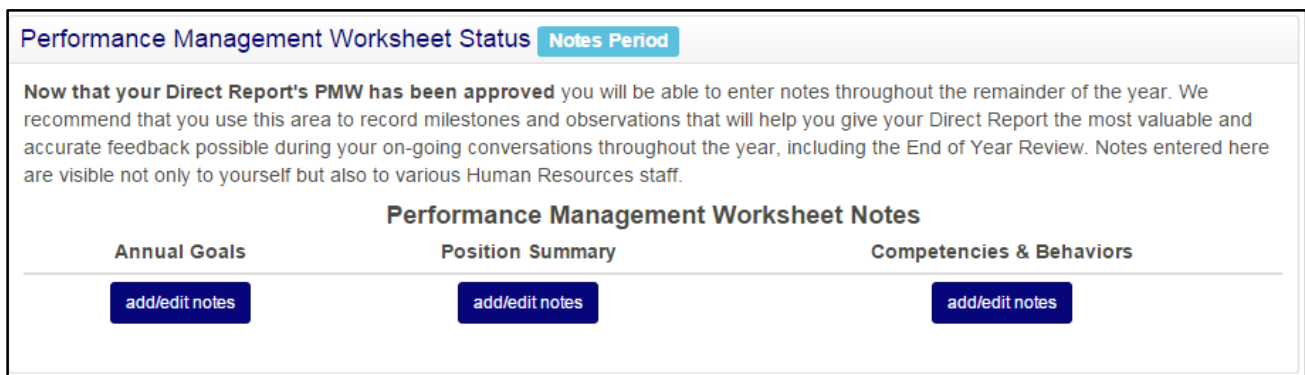 Performance Management Worksheet Status Notes Period
Now that your Direct Report's PMW has been approved you will be able to enter notes throughout the remainder of the year. We
recommend that you use this area to record milestones and observations that will help you give your Direct Report the most valuable and
accurate feedback possible during your on-going conversations throughout the year, including the End of Year Review. Notes entered here
are visible not only to yourself but also to various Human Resources staff.
Performance Management Worksheet Notes
Annual Goals Position Summary Competencies & Behaviors
add/edit notes add/edit notes add/edit notes